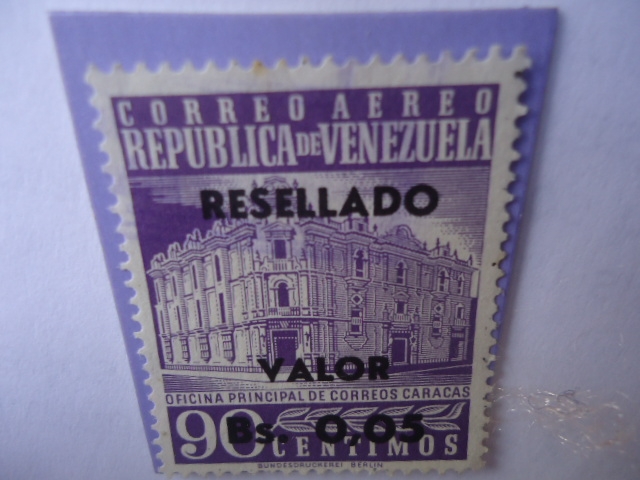 CORREO AEREO
REPUBLICA DE VENEZUELA
RESELLADO
VALOR
OFICINA PRINCIPAL DE CORREOS CARACAS
90 CENTIMOS
Bs. 0,05
BUNDESDRUCKEREI BERLIN